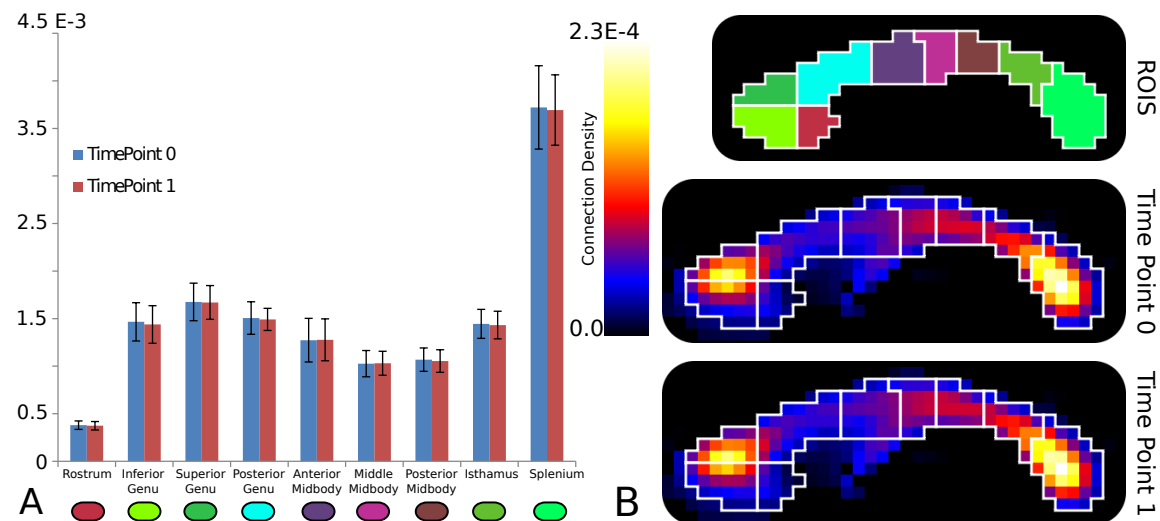 4.5 E-3
3.5
2.5
1.5
0.5
0
TimePoint 0
TimePoint 1
Rostrum
Inferior
Genu
Superior
Genu
Posterior
Genu
Anterior
Midbody
Middle
Midbody
Posterior
Midbody
Isthamus
Splenium
A
2.3E-4
Connection Density
0.0
B
ROIS
Time Point 0
Time Point 1